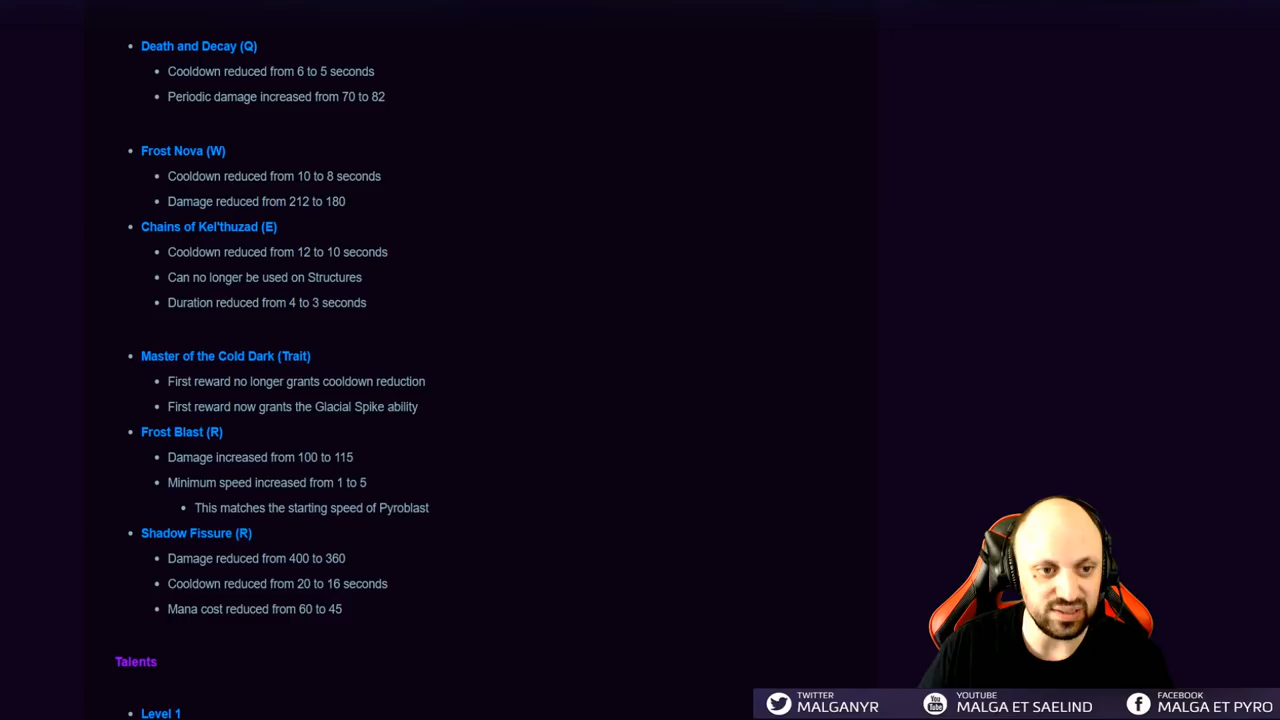 Death and Decay (Q)
Cooldown reduced from 6 to 5 seconds
Periodic damage increased from 70 to 82
Frost Nova (W)
Cooldown reduced from 10 to 8 seconds
Damage reduced from 212 to 180
Chains of Kel'thuzad (E)
Cooldown reduced from 12 to 10 seconds
Can no longer be used on Structures
Duration reduced from 4 to 3 seconds
Master of the Cold Dark (Trait)
First reward no longer grants cooldown reduction
First reward now grants the Glacial Spike ability
Frost Blast (R)
Damage increased from 100 to 115
Minimum speed increased from 1 to 5
This matches the starting speed of Pyroblast
Shadow Fissure (R)
Damage reduced from 400 to 360
Cooldown reduced from 20 to 16 seconds
Mana cost reduced from 60 to 45
Talents
Level 1
TWITTER
MALGANYR
You Tube
YOUTUBE
MALGA ET SAELIND
FACEBOOK
MALGA ET PYRO